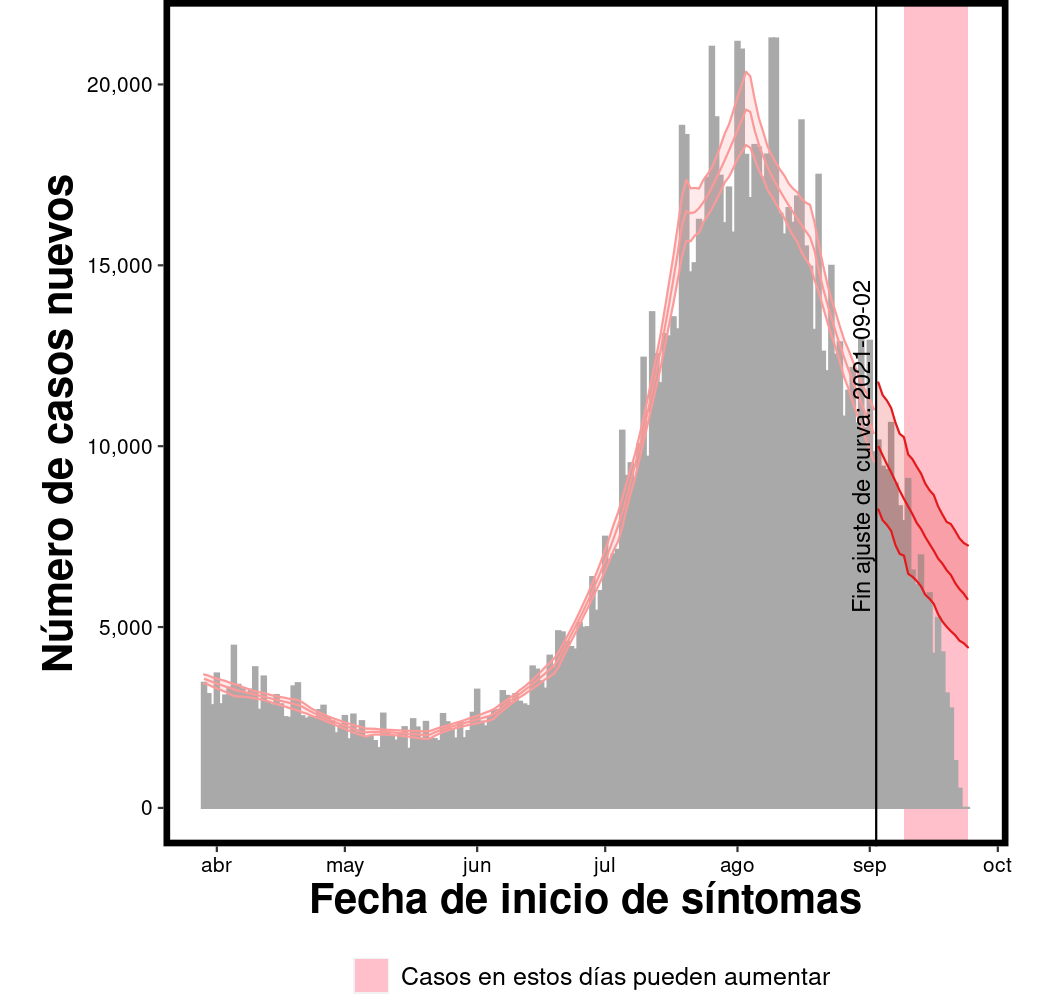 Número de casos nuevos
20,000
15,000
10,000
5,000
0
Fin ajuste de curva: 2021-09-02
abr may jun jul ago sep oct
Fecha de inicio de síntomas
Casos en estos días pueden aumentar